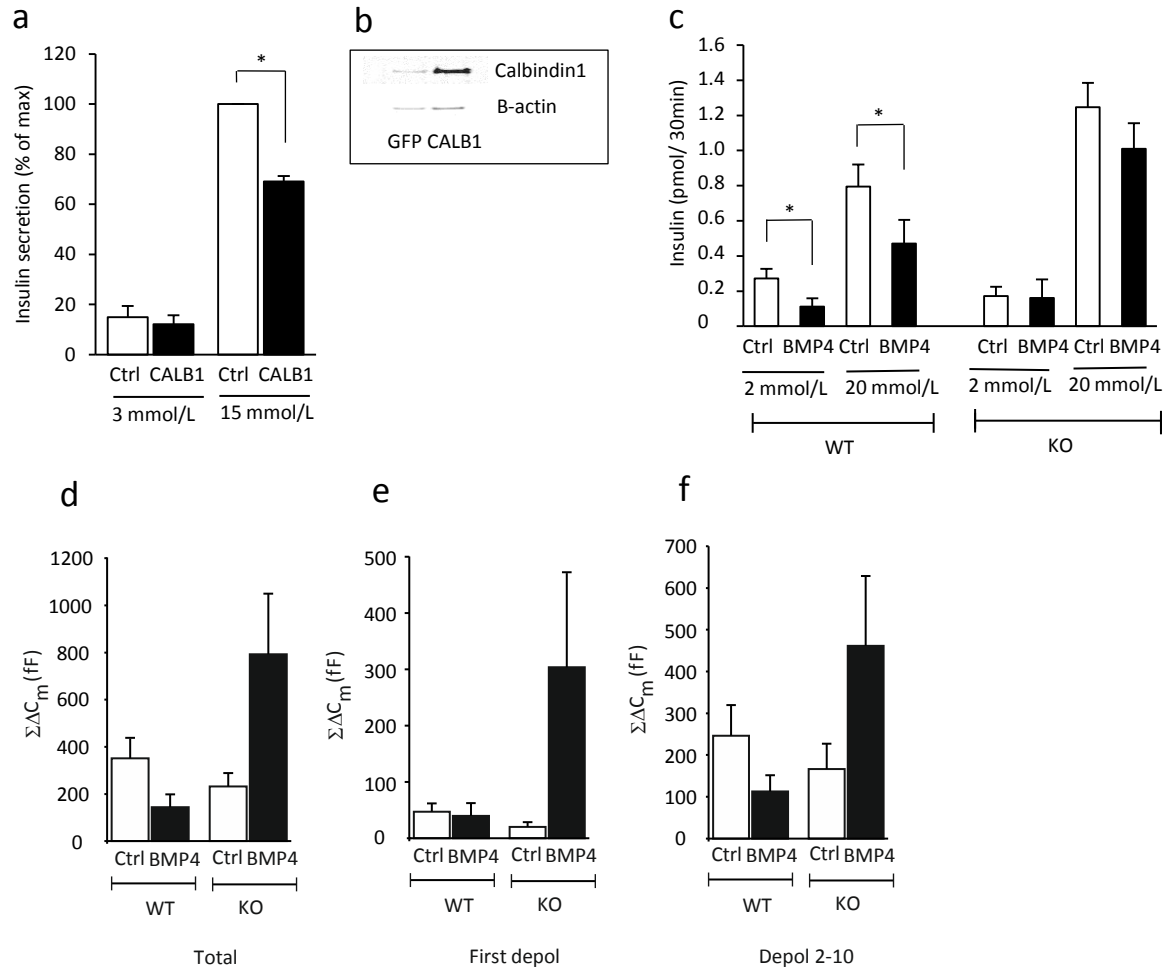 a
Insulin secretion (% of max)
120
100
80
60
40
20
0
*
Ctrl CALB1
3 mmol/L
Ctrl CALB1
15 mmol/L
b
Calbindin1
B-actin
GFP CALB1
c
Insulin (pmol/ 30min)
1.6
1.4
1.2
1.0
0.8
0.6
0.4
0.2
0
*
*
Ctrl BMP4
2 mmol/L
Ctrl BMP4
20 mmol/L
WT
Ctrl BMP4
2 mmol/L
Ctrl BMP4
20 mmol/L
KO
d
ΣΔCm(fF)
1200
1000
800
600
400
200
0
Ctrl BMP4
WT
Ctrl BMP4
KO
Total
e
ΣΔCm(fF)
500
300
0
Ctrl BMP4
WT
Ctrl BMP4
KO
First depol
f
ΣΔCm(fF)
700
600
500
400
300
200
100
0
Ctrl BMP4
WT
Ctrl BMP4
KO
Depol 2-10